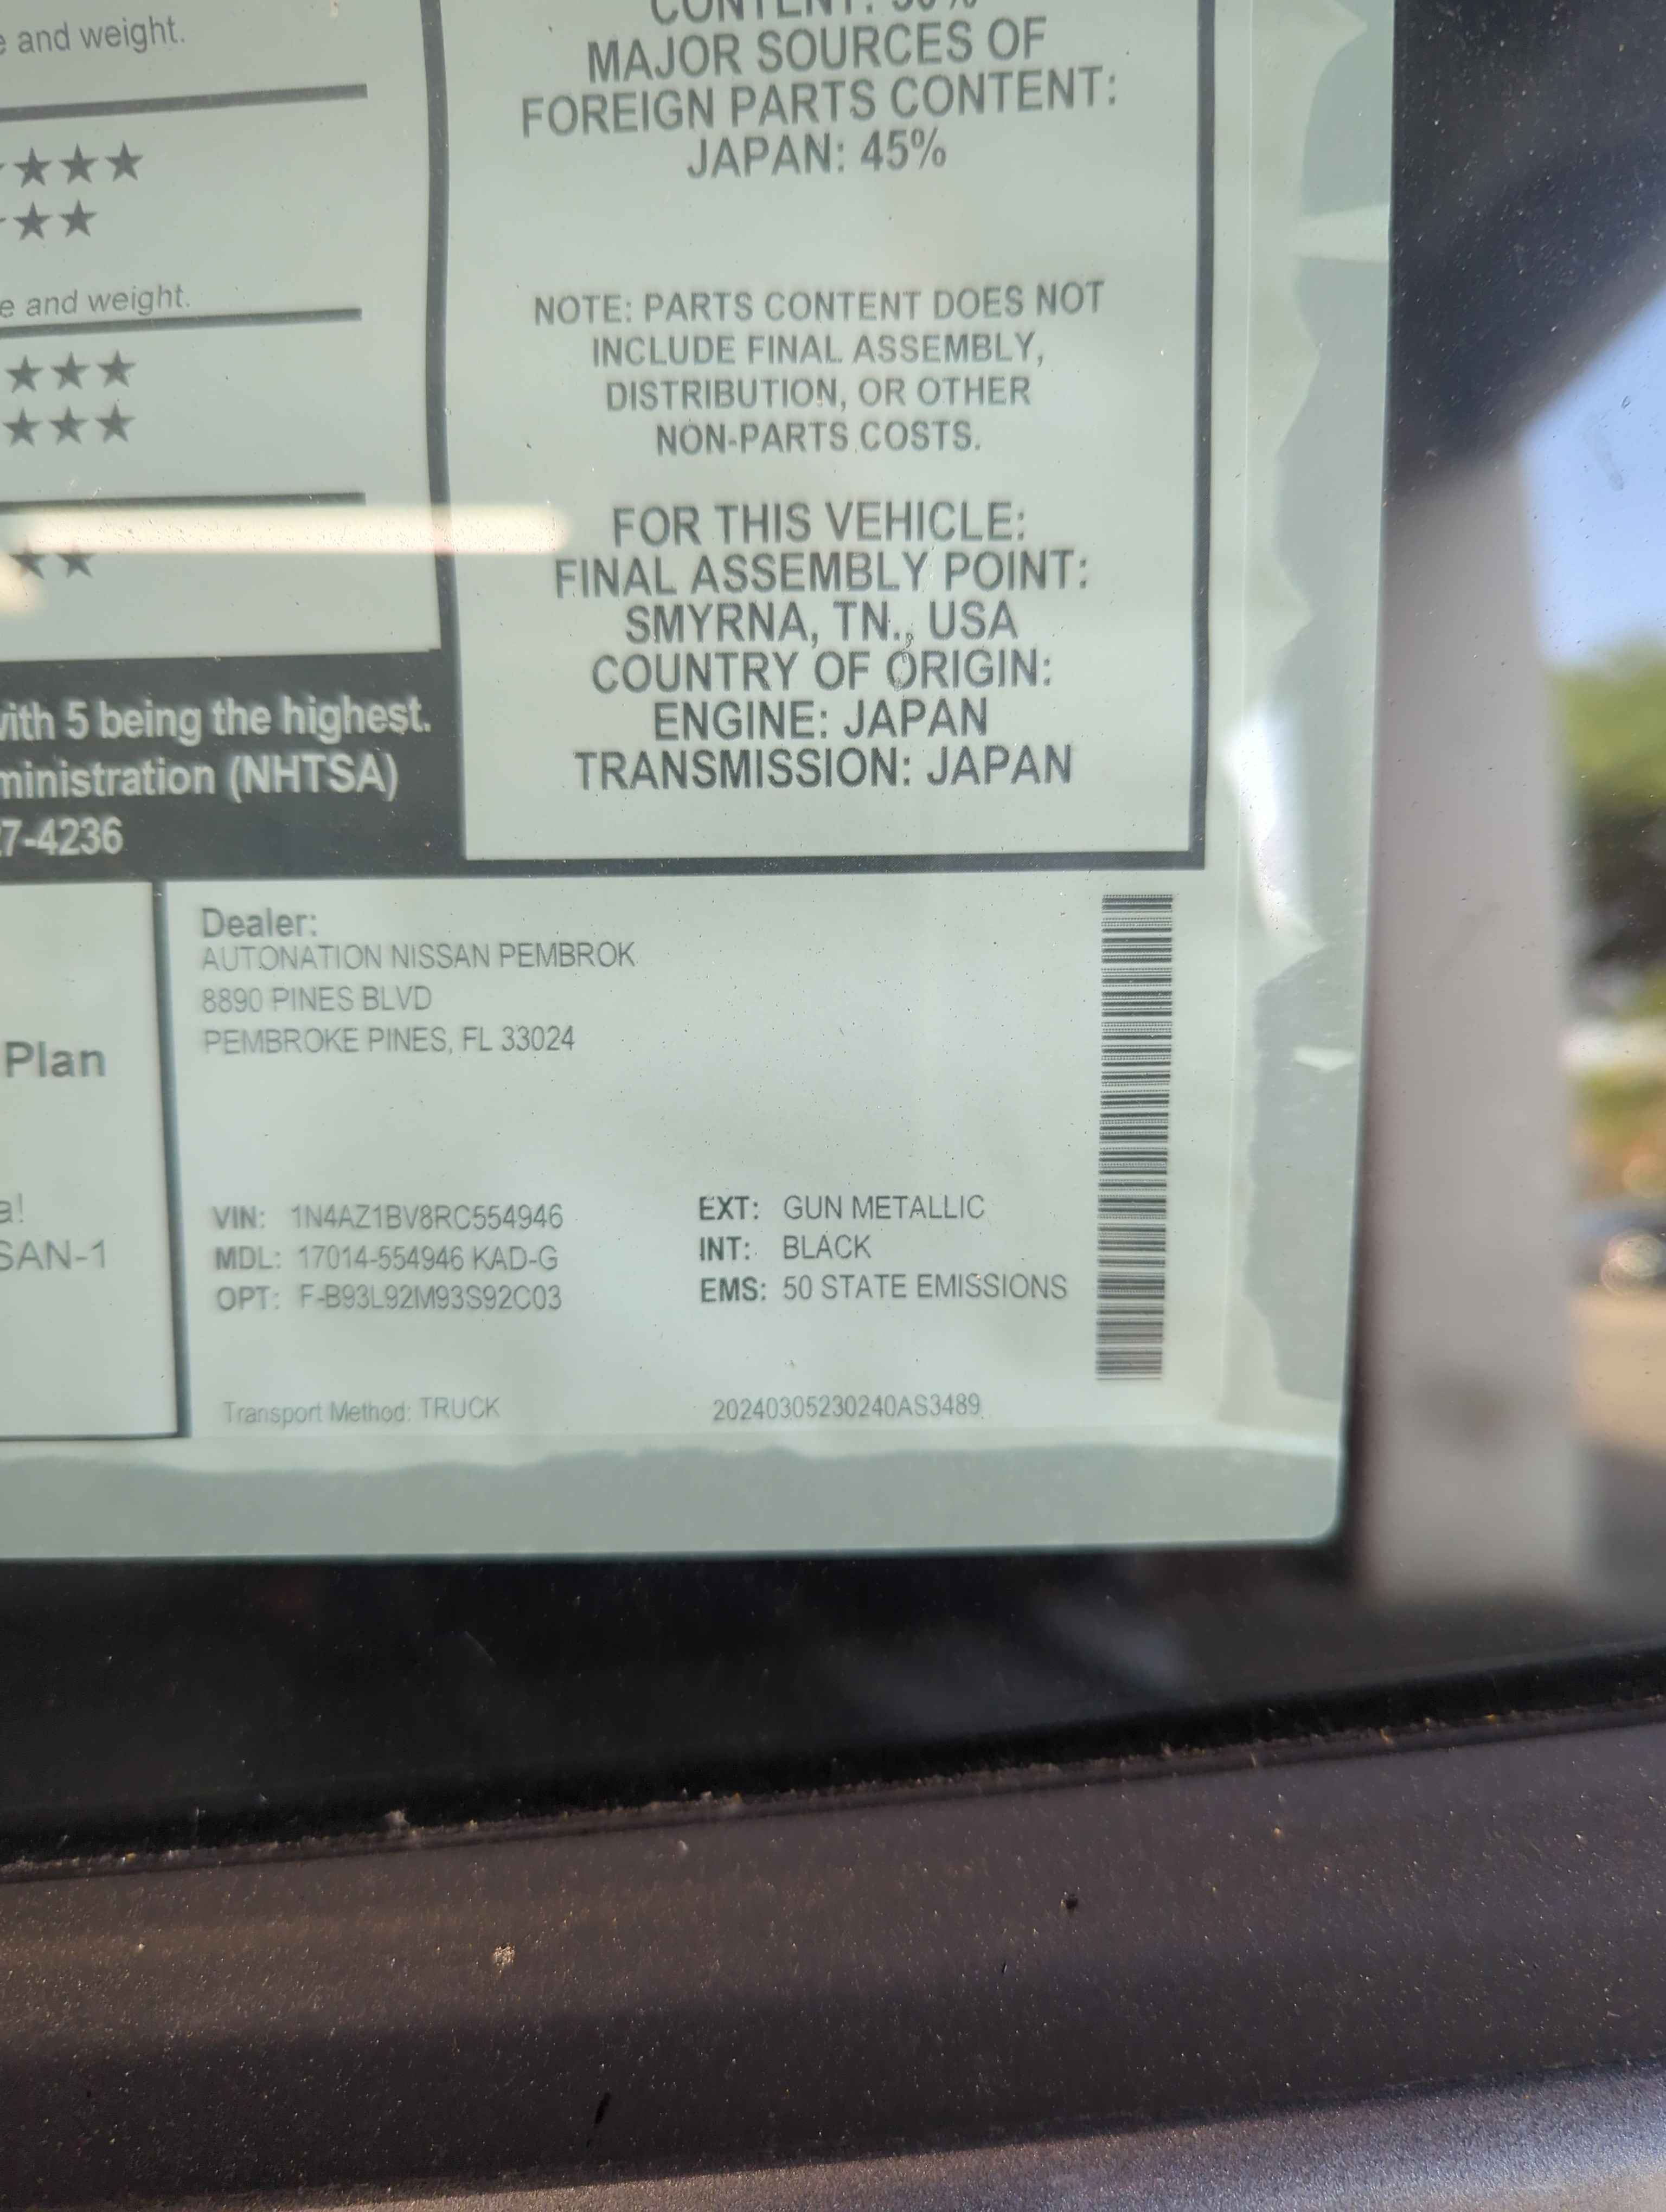 e and weight.
e and weight.
with 5 being the highest.
ministration (NHTSA)
7-4236
MAJOR SOURCES OF
FOREIGN PARTS CONTENT:
JAPAN: 45%
NOTE: PARTS CONTENT DOES NOT
INCLUDE FINAL ASSEMBLY,
DISTRIBUTION, OR OTHER
NON-PARTS COSTS.
FOR THIS VEHICLE:
FINAL ASSEMBLY POINT:
SMYRNA, TN., USA
COUNTRY OF ORIGIN:
ENGINE: JAPAN
TRANSMISSION: JAPAN
Plan
a!
SAN-1
Dealer:
AUTONATION NISSAN PEMBROK
8890 PINES BLVD
PEMBROKE PINES, FL 33024
VIN: 1N4AZ1BV8RC554946
MDL: 17014-554946 KAD-G
OPT: F-B93L92M93S92C03
EXT: GUN METALLIC
INT: BLACK
EMS: 50 STATE EMISSIONS
Transport Method: TRUCK
20240305230240AS3489